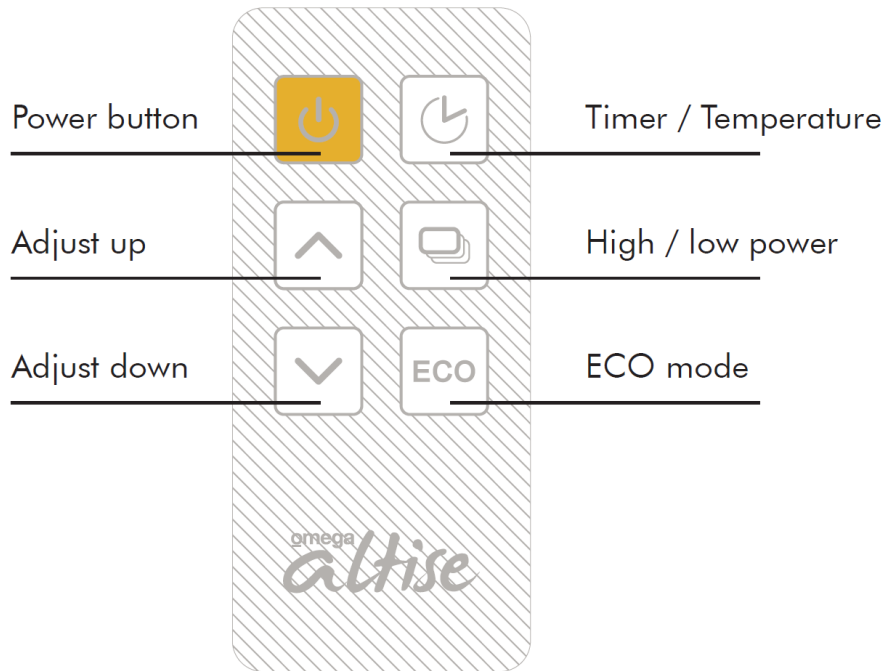 Power button
Timer / Temperature
Adjust up
High / low power
Adjust down
ECO
ECO mode
omega
altise